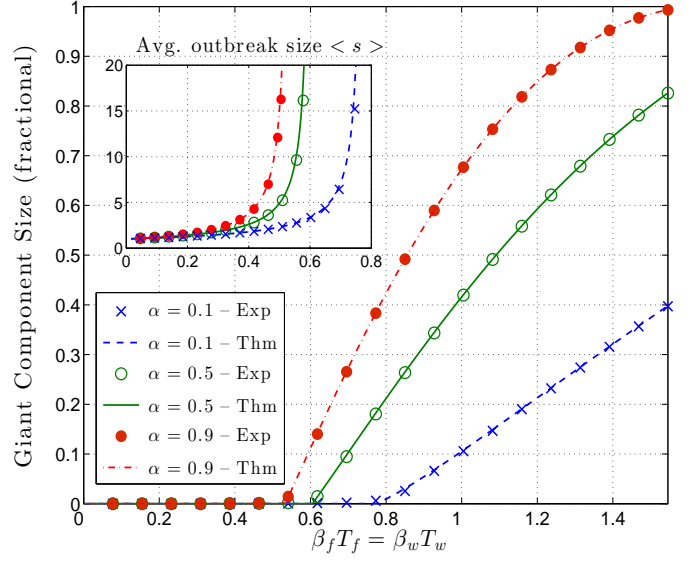 Giant Component Size (fractional)
1
0.9
0.8
0.7
0.6
0.5
0.4
0.3
0.2
0.1
0
Avg. outbreak size < s >
20
15
10
5
0
0 0.2 0.4 0.6 0.8
α = 0.1 – Exp
α = 0.1 – Thm
α = 0.5 – Exp
α = 0.5 – Thm
α = 0.9 – Exp
α = 0.9 – Thm
0 0.2 0.4 0.6 0.8 1 1.2 1.4
β_f T_f = β_w T_w